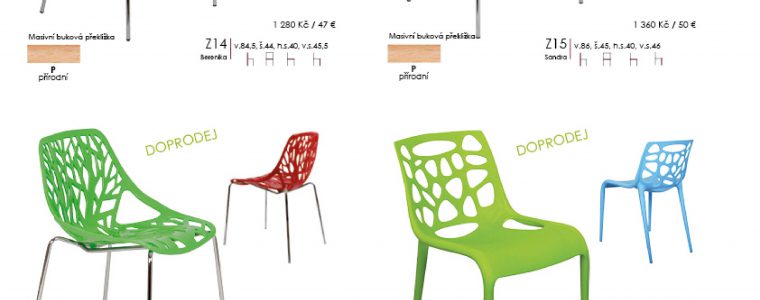 1 280 Kč / 47 €
Masivní buková překližka
P
přírodní
Z14 v.84,5, š.44, h.s.40, v.s.45,5
Berenika
1 360 Kč / 50 €
Masivní buková překližka
P
přírodní
Z15 v.86, š.45, h.s.40, v.s.46
Sandra
DOPRODEJ
DOPRODEJ